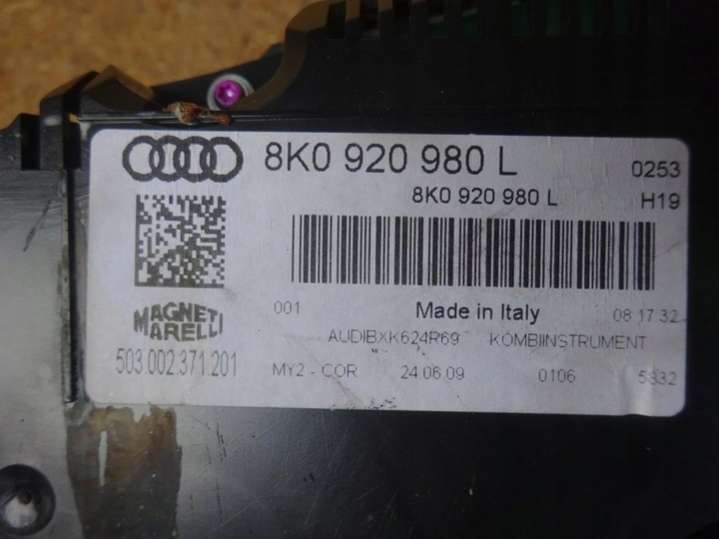 8K0 920 980 L 0253
8K0 920 980 L H19
001 Made in Italy 08 17 32
MAGNETI MARELLI
AUDIBXK624R69 KOMBIINSTRUMENT
503.002.371.201
MY2 - COR 24.06.09 0106 5332